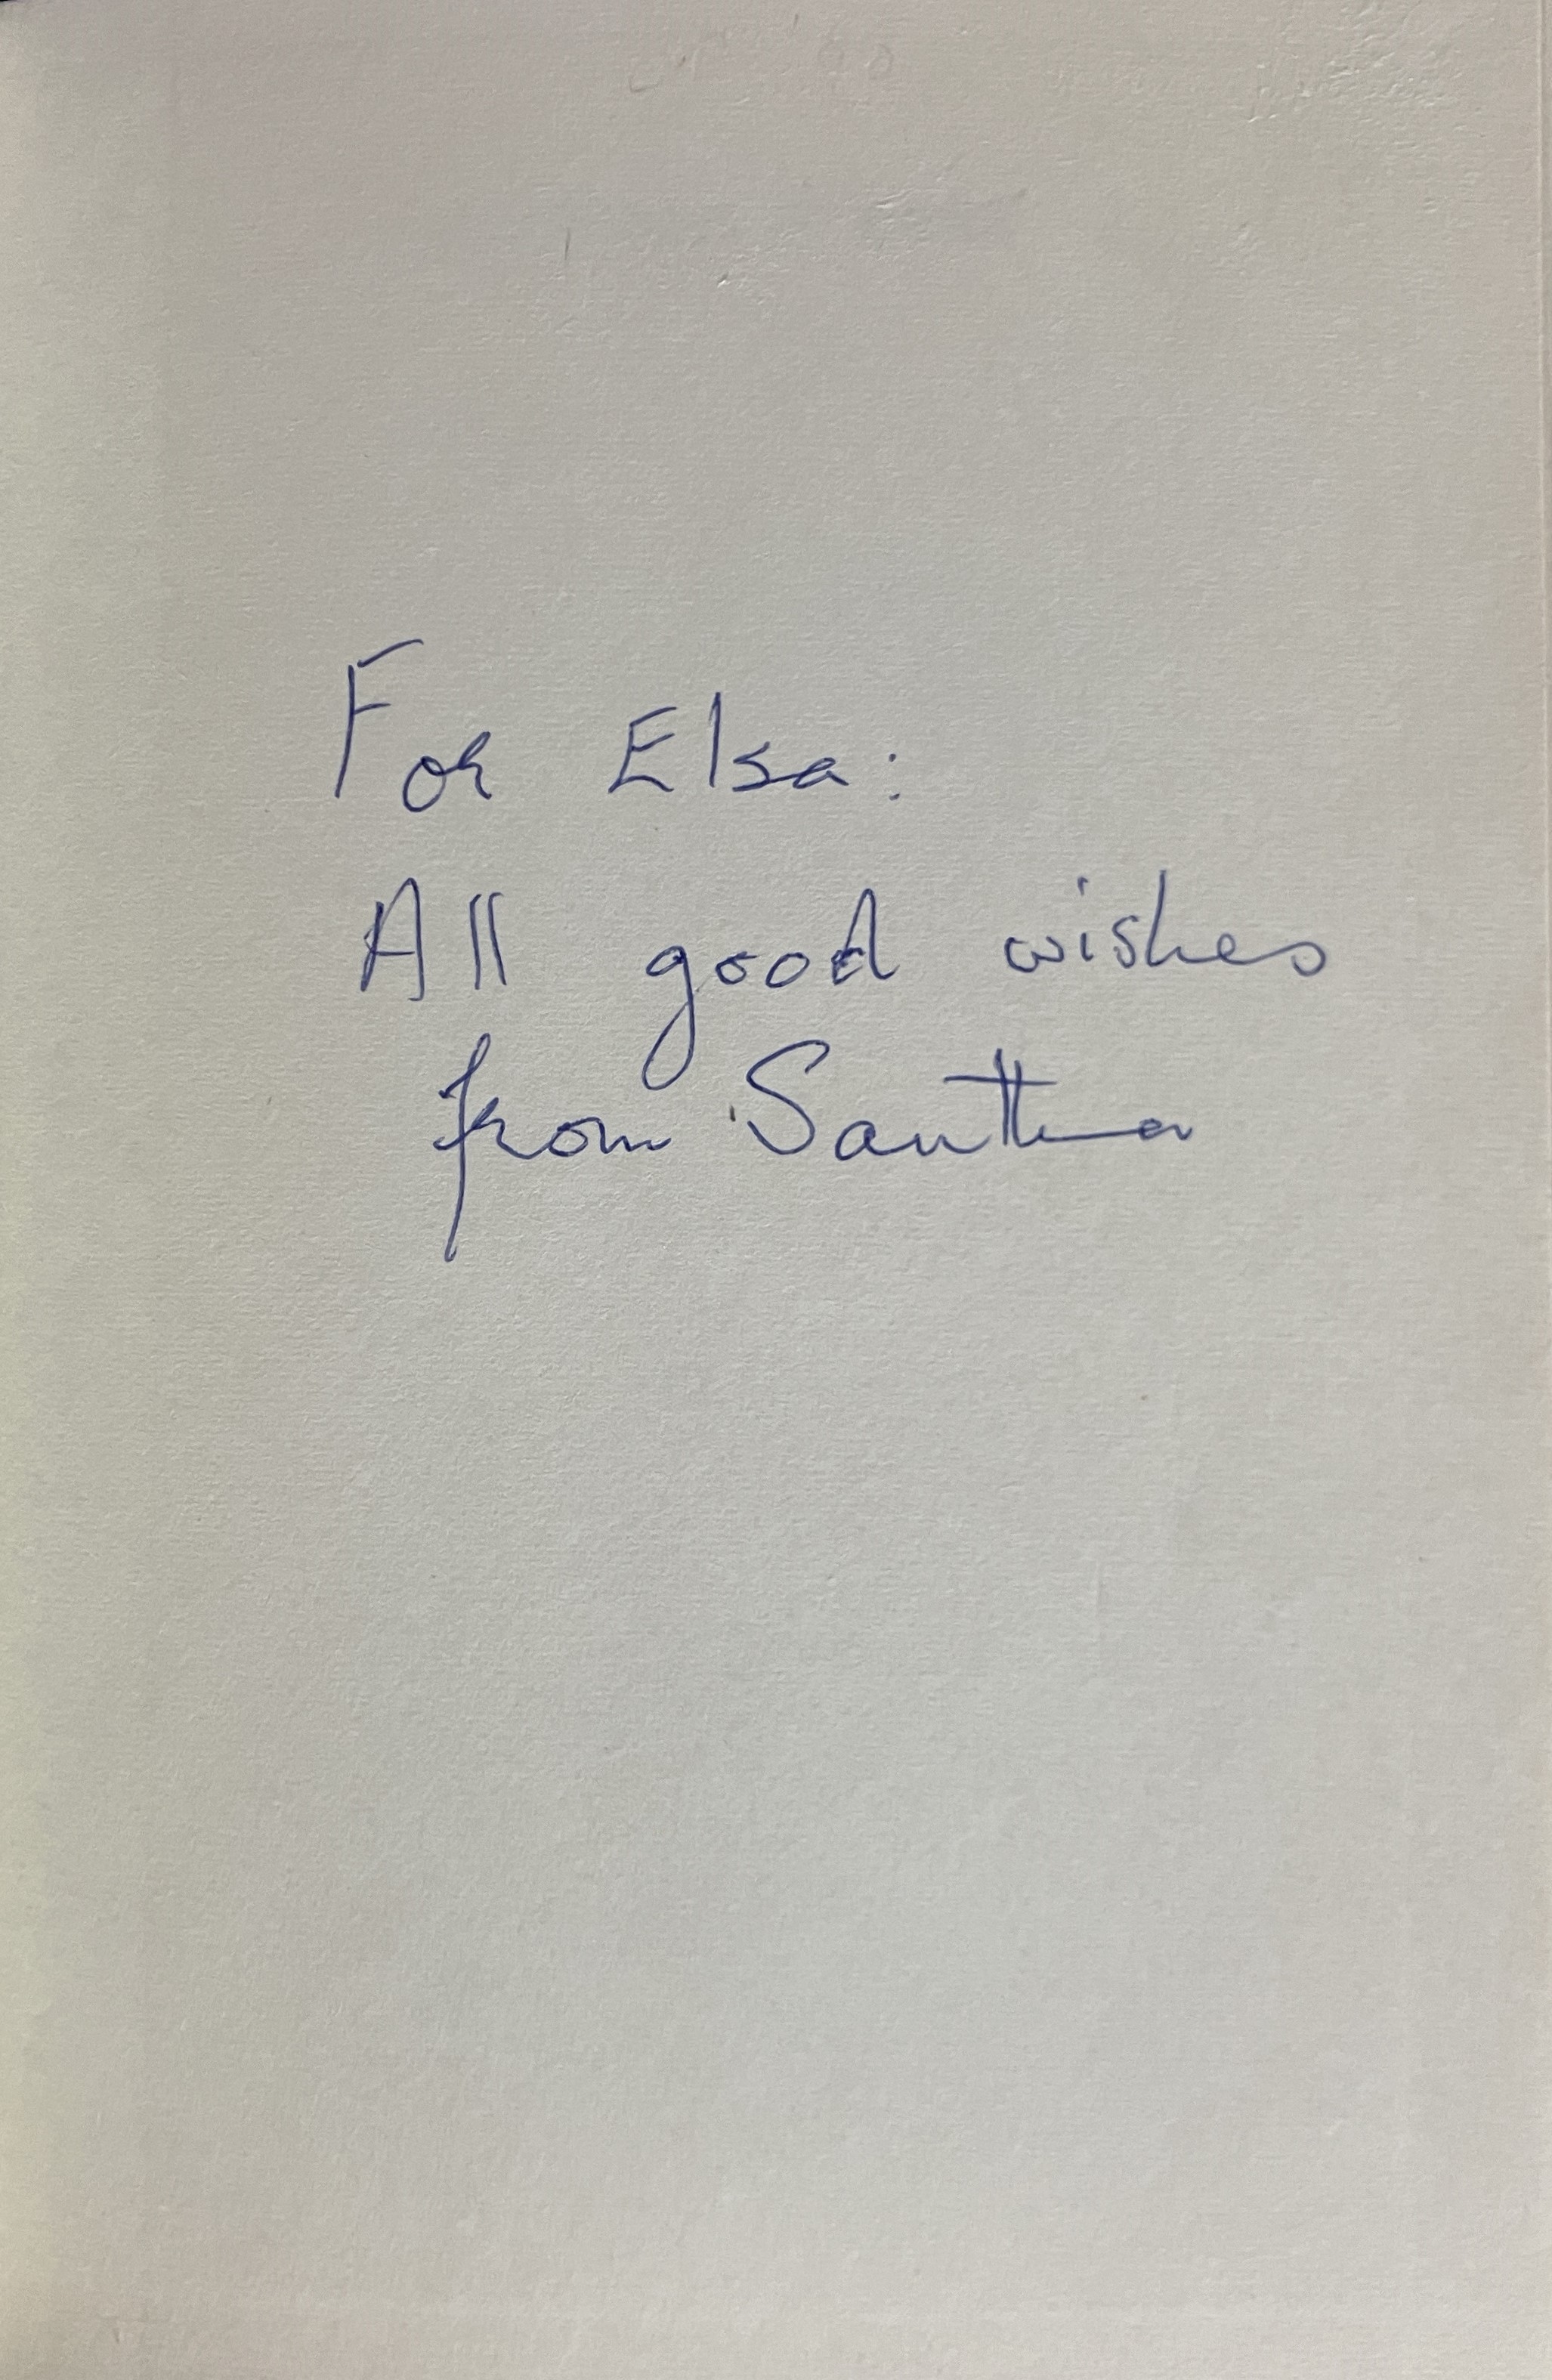 For Elsa:
All good wishes
from Santha